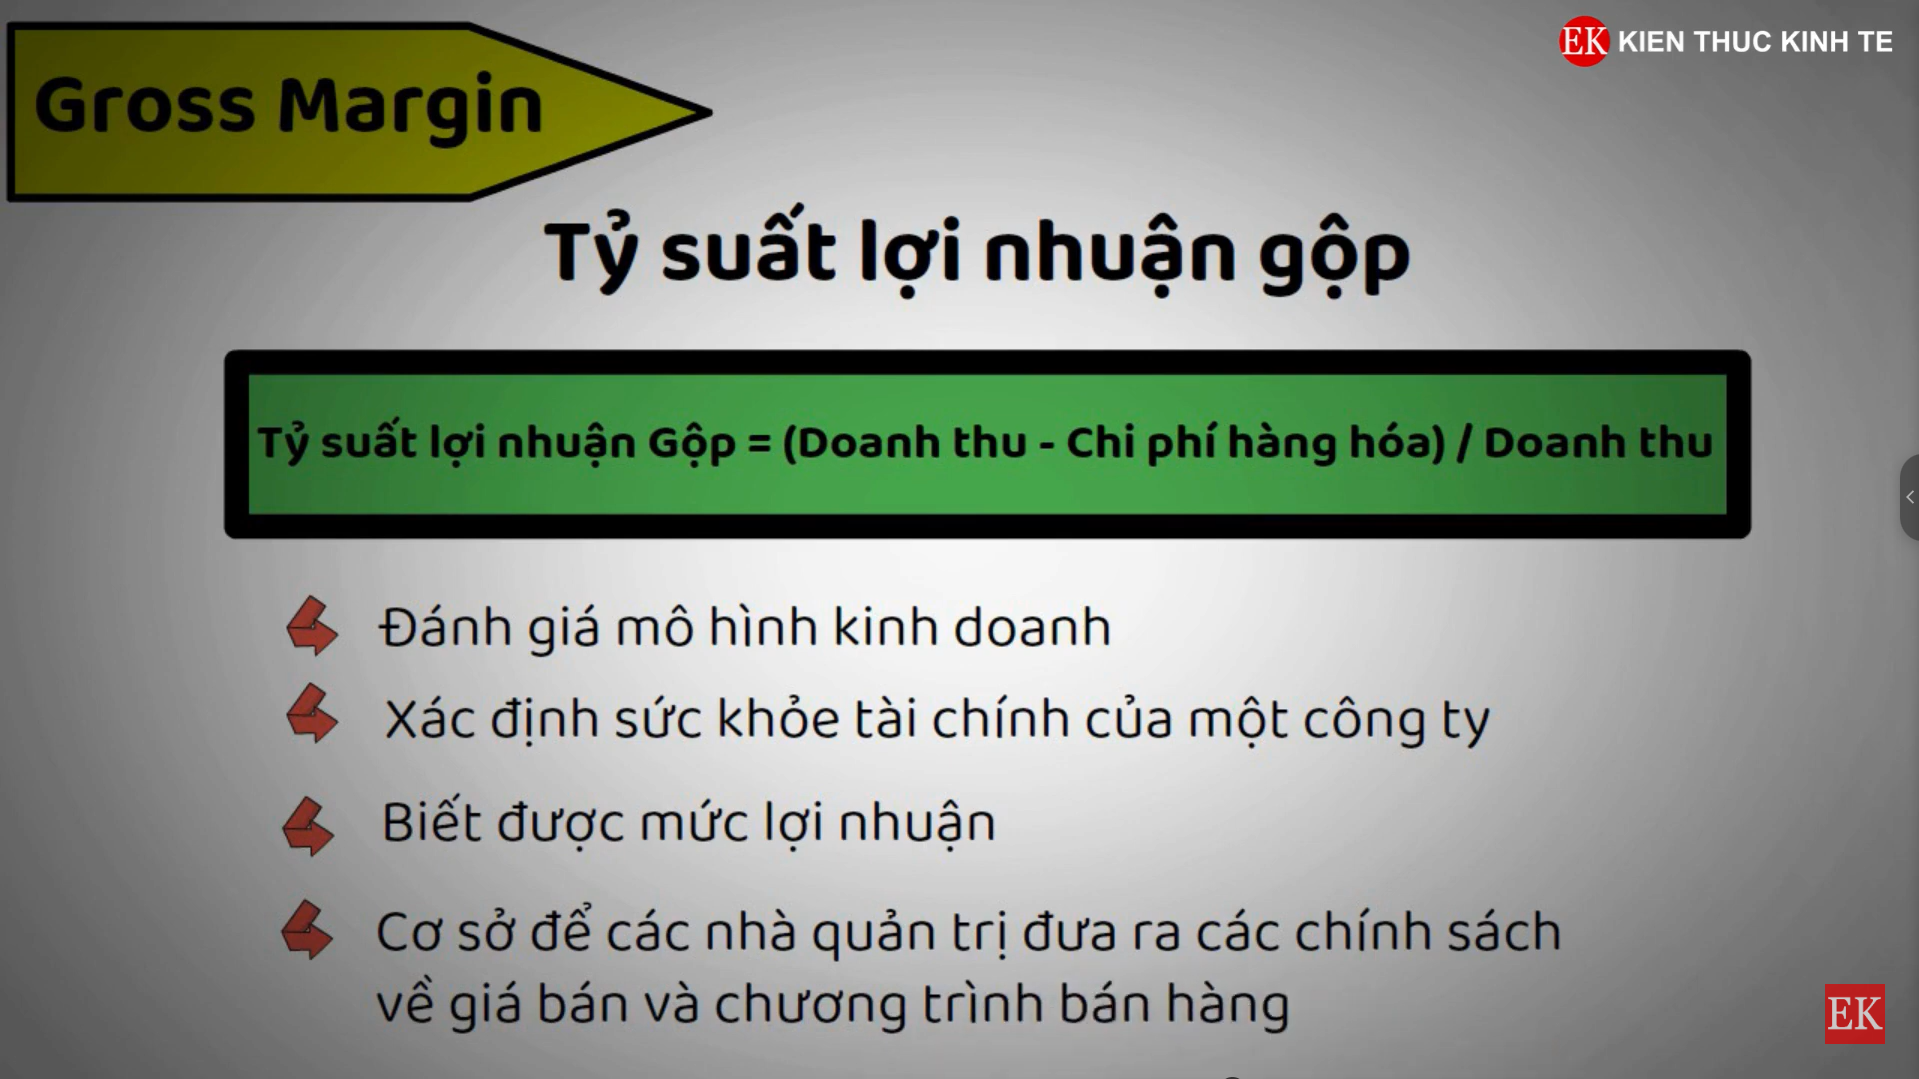 EK KIEN THUC KINH TE
Gross Margin
Tỷ suất lợi nhuận gộp
Tỷ suất lợi nhuận Gộp = (Doanh thu - Chi phí hàng hóa) / Doanh thu
Đánh giá mô hình kinh doanh
Xác định sức khỏe tài chính của một công ty
Biết được mức lợi nhuận
Cơ sở để các nhà quản trị đưa ra các chính sách
về giá bán và chương trình bán hàng
EK